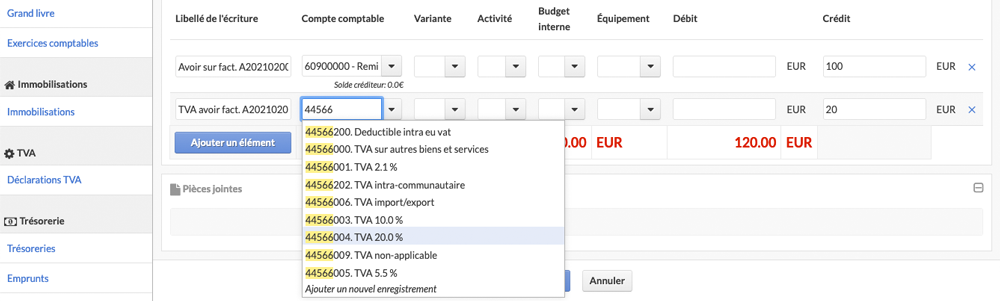 Grand livre
Exercices comptables
Immobilisations
Immobilisations
TVA
Déclarations TVA
Trésorerie
Trésoreries
Emprunts
Libellé de l'écriture Compte comptable Variante Activité Budget interne Équipement Débit Crédit
Avoir sur fact. A2021020 60900000 - Remi EUR 100 EUR ×
Solde créditeur: 0.0€
TVA avoir fact. A2021020 44566 EUR 20 EUR ×
Ajouter un élément .00 EUR 120.00 EUR
44566200. Deductible intra eu vat
44566000. TVA sur autres biens et services
44566001. TVA 2.1 %
44566202. TVA intra-communautaire
44566006. TVA import/export
44566003. TVA 10.0 %
44566004. TVA 20.0 %
44566009. TVA non-applicable
44566005. TVA 5.5 %
Ajouter un nouvel enregistrement
Pièces jointes
Annuler